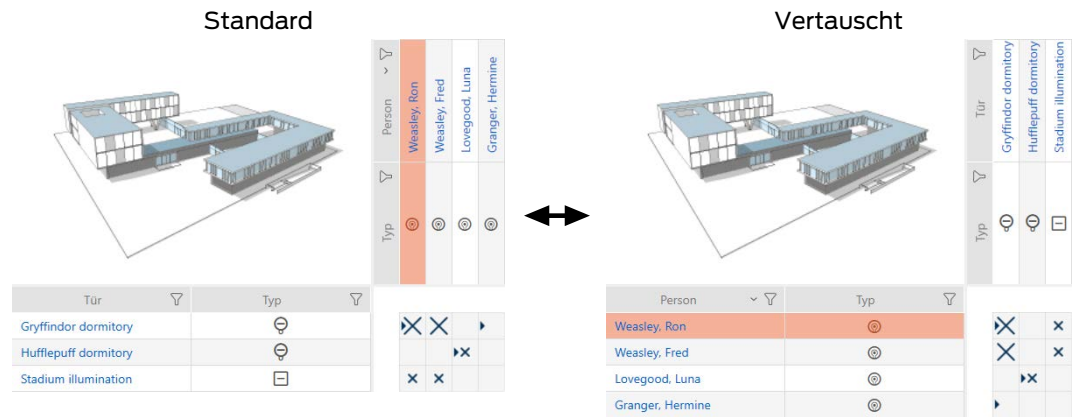 Standard
Vertauscht
Person
Weasley, Ron
Weasley, Fred
Lovegood, Luna
Granger, Hermine
Typ
Tür
Typ
Gryffindor dormitory
Hufflepuff dormitory
Stadium illumination
Tür
Gryffindor dormitory
Hufflepuff dormitory
Stadium illumination
Typ
Person
Typ
Weasley, Ron
Weasley, Fred
Lovegood, Luna
Granger, Hermine